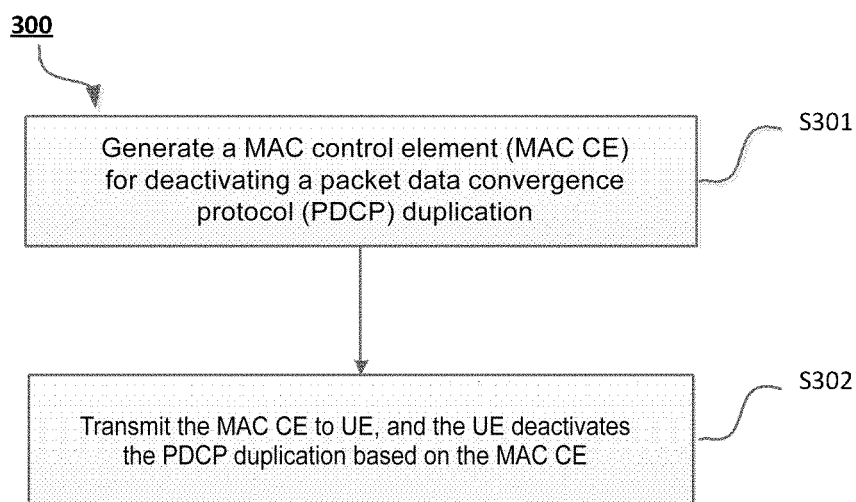 300
S301
Generate a MAC control element (MAC CE)
for deactivating a packet data convergence
protocol (PDCP) duplication
S302
Transmit the MAC CE to UE, and the UE deactivates
the PDCP duplication based on the MAC CE